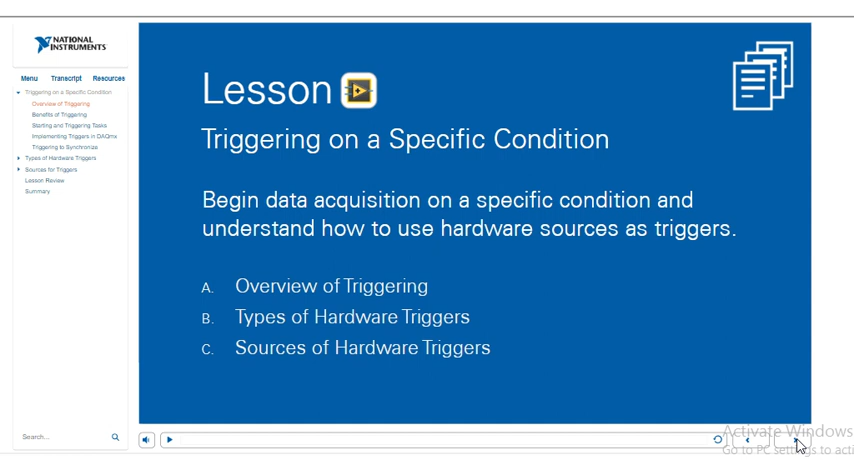 NATIONAL
INSTRUMENTS
Menu Transcript Resources
Triggering on a Specific Condition
Overview of Triggering
Benefits of Triggering
Starting and Triggering Tasks
Implementing Triggers in DAQmx
Triggering to Synchronize
Types of Hardware Triggers
Sources for Triggers
Lesson Review
Summary
Search...
Lesson
Triggering on a Specific Condition
Begin data acquisition on a specific condition and
understand how to use hardware sources as triggers.
A. Overview of Triggering
B. Types of Hardware Triggers
C. Sources of Hardware Triggers
Activate Windows
Go to PC settings to acti